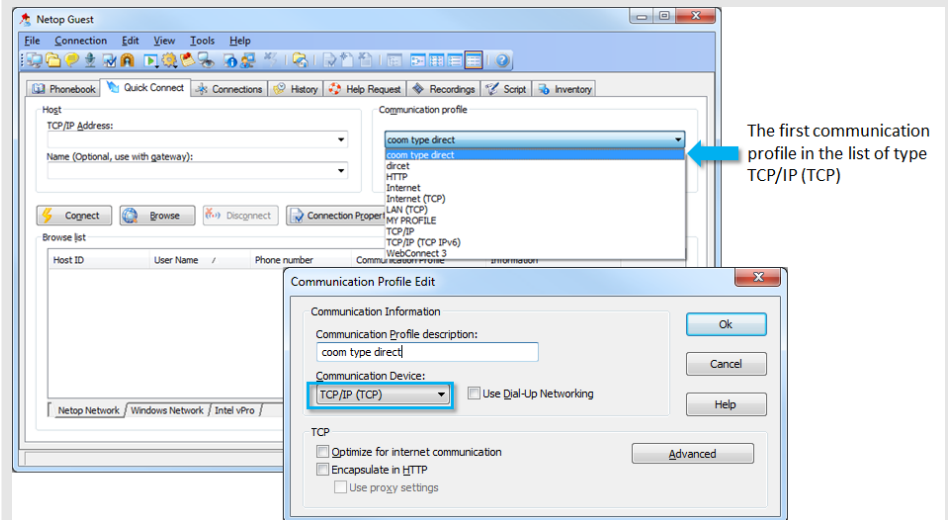 Netop Guest
File Connection Edit View Tools Help
Phonebook Quick Connect Connections History Help Request Recordings Script Inventory
Host
TCP/IP Address:
Name (Optional, use with gateway):
Communication profile
coom type direct
coom type direct
dircet
HTTP
Internet
Internet (TCP)
LAN (TCP)
MY PROFILE
TCP/IP
TCP/IP (TCP IPv6)
WebConnect 3
The first communication
profile in the list of type
TCP/IP (TCP)
Connect Browse Disconnect Connection Propert
Browse list
Host ID User Name / Phone number Communication Profile Information
Netop Network / Windows Network / Intel vPro /
Communication Profile Edit
Communication Information
Communication Profile description:
coom type direct
Communication Device:
TCP/IP (TCP)
Use Dial-Up Networking
Ok
Cancel
Help
TCP
Optimize for internet communication
Encapsulate in HTTP
Use proxy settings
Advanced